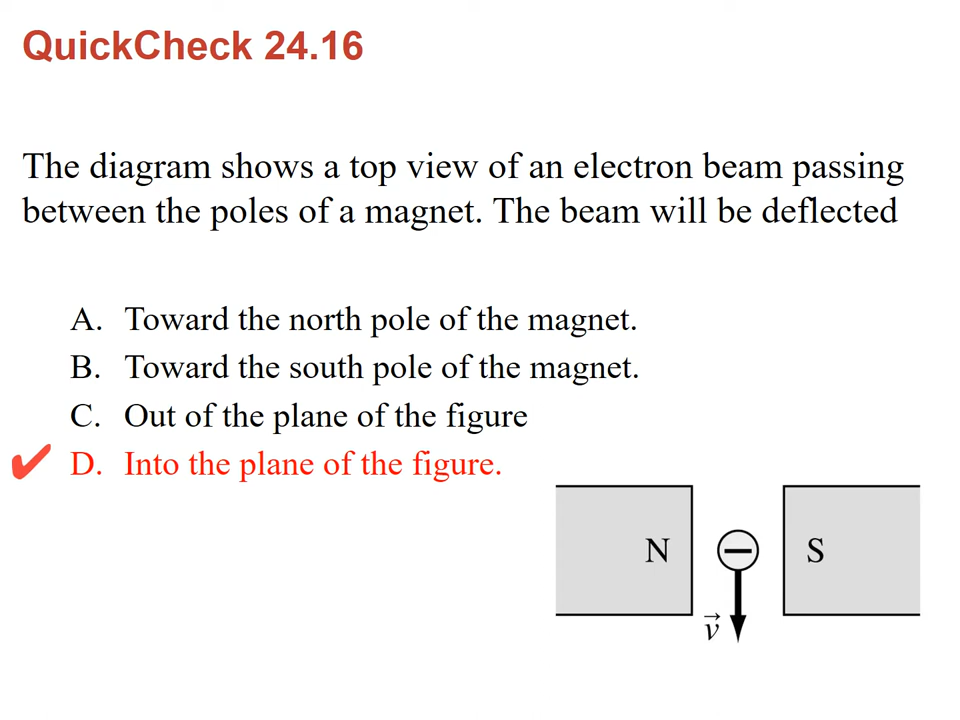 QuickCheck 24.16
The diagram shows a top view of an electron beam passing
between the poles of a magnet. The beam will be deflected
A. Toward the north pole of the magnet.
B. Toward the south pole of the magnet.
C. Out of the plane of the figure
✔ D. Into the plane of the figure.
N − S
v⃗